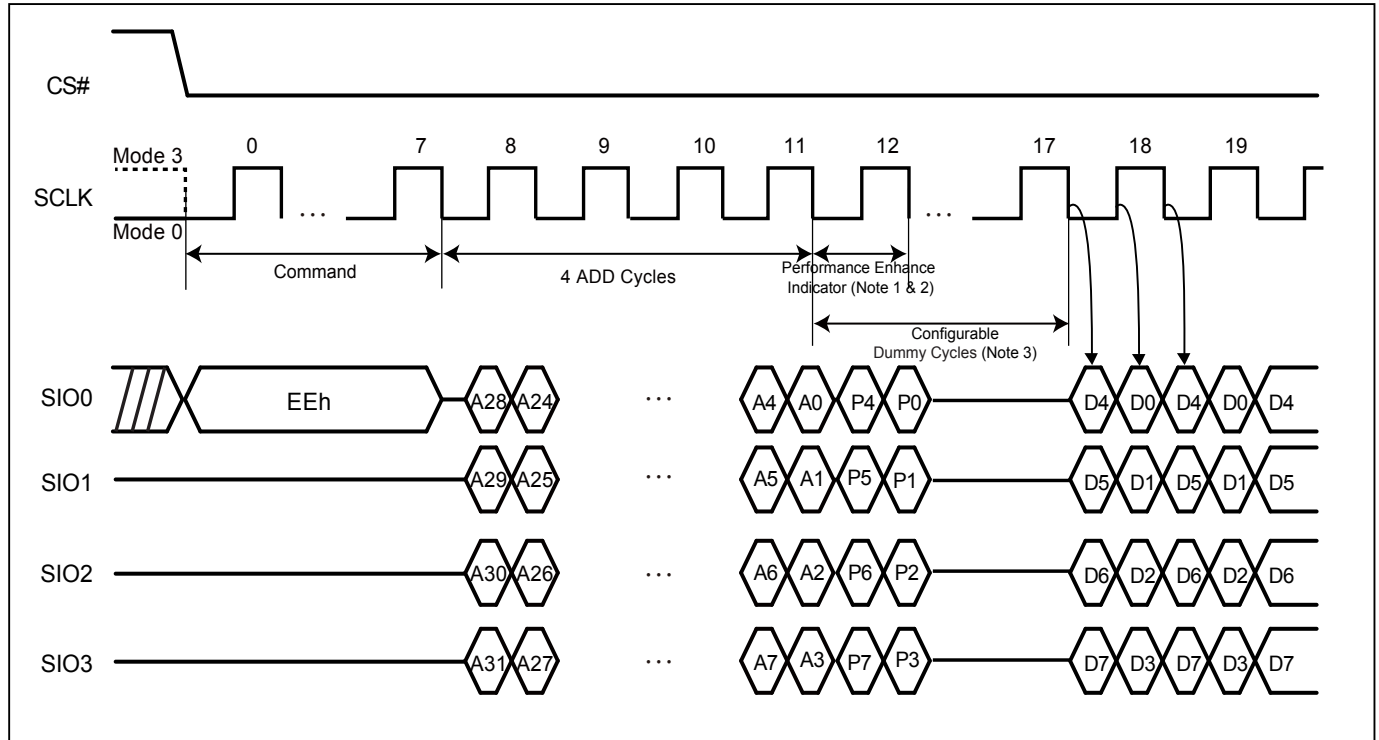 CS#
0 7 8 9 10 11 12 17 18 19
Mode 3
SCLK
...
...
Mode 0
Command
4 ADD Cycles
Performance Enhance
Indicator (Note 1 & 2)
Configurable
Dummy Cycles (Note 3)
SIO0 EEh A28 A24 ... A4 A0 P4 P0 D4 D0 D4 D0 D4
SIO1 A29 A25 ... A5 A1 P5 P1 D5 D1 D5 D1 D5
SIO2 A30 A26 ... A6 A2 P6 P2 D6 D2 D6 D2 D6
SIO3 A31 A27 ... A7 A3 P7 P3 D7 D3 D7 D3 D7